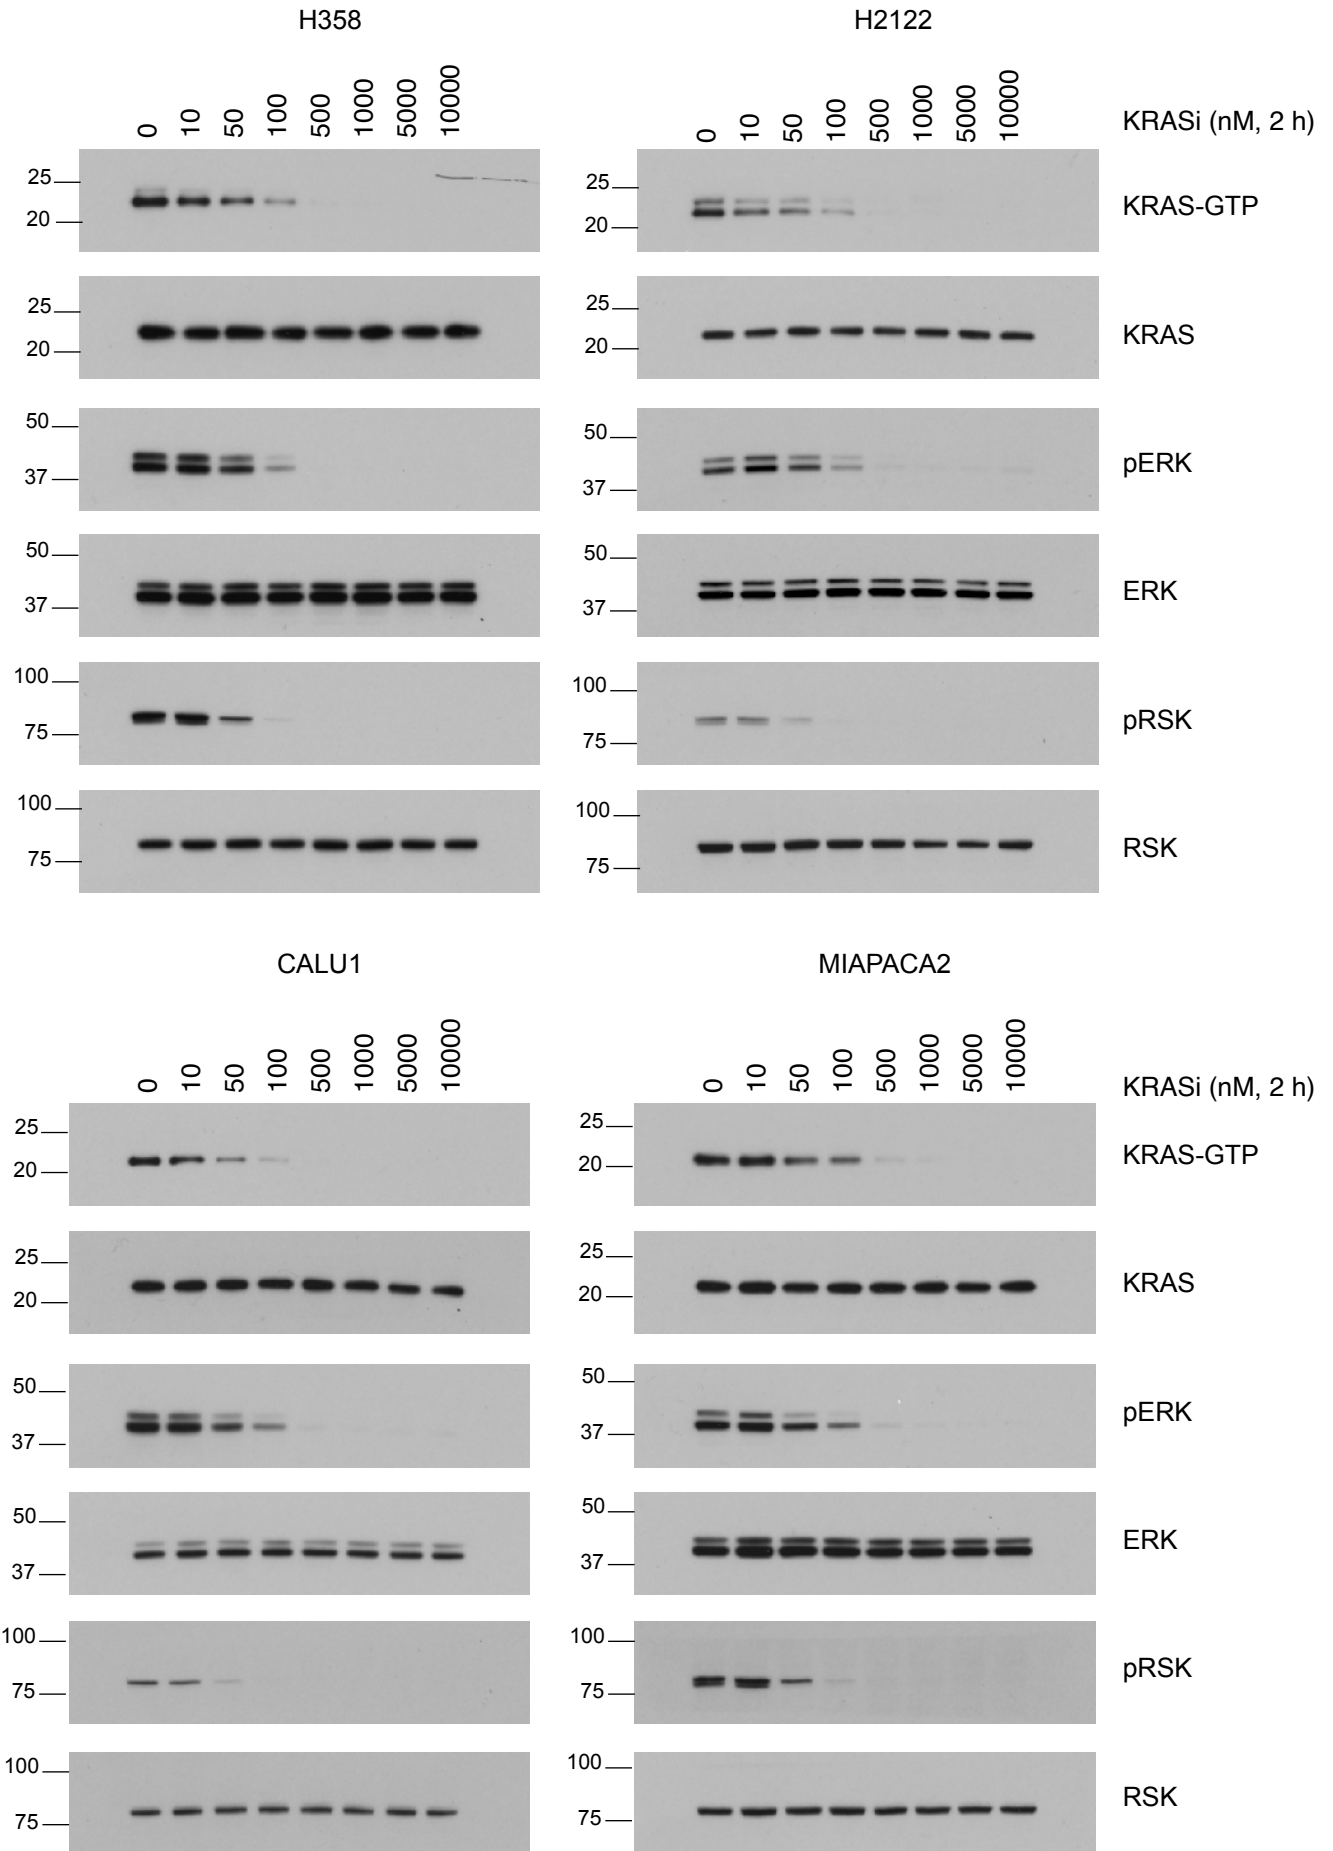 H358 H2122
0 10 50 100 500 1000 5000 10000 0 10 50 100 500 1000 5000 10000 KRASi (nM, 2 h)
25 25
20 20 KRAS-GTP
25 25
20 20 KRAS
50 50
37 37 pERK
50 50
37 37 ERK
100 100
75 75 pRSK
100 100
75 75 RSK
CALU1 MIAPACA2
0 10 50 100 500 1000 5000 10000 0 10 50 100 500 1000 5000 10000 KRASi (nM, 2 h)
25 25
20 20 KRAS-GTP
25 25
20 20 KRAS
50 50
37 37 pERK
50 50
37 37 ERK
100 100
75 75 pRSK
100 100
75 75 RSK